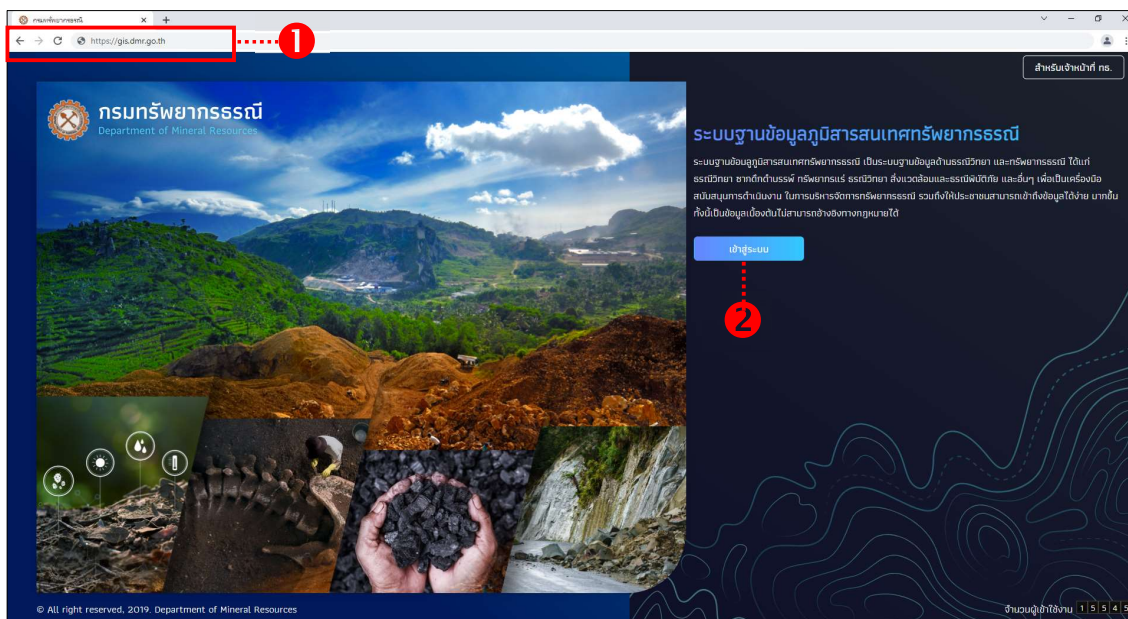 กรมทรัพยากรธรณี
https://gis.dmr.go.th
1
สำหรับเจ้าหน้าที่ ทธ.
กรมทรัพยากรธรณี
Department of Mineral Resources
ระบบฐานข้อมูลภูมิสารสนเทศทรัพยากรธรณี
ระบบฐานข้อมูลภูมิสารสนเทศทรัพยากรธรณี เป็นระบบฐานข้อมูลด้านธรณีวิทยา และทรัพยากรธรณี ได้แก่
ธรณีวิทยา ซากดึกดำบรรพ์ ทรัพยากรแร่ ธรณีวิทยา สิ่งแวดล้อมและธรณีพิบัติภัย และอื่นๆ เพื่อเป็นเครื่องมือ
สนับสนุนการดำเนินงาน ในการบริหารจัดการทรัพยากรธรณี รวมถึงให้ประชาชนสามารถเข้าถึงข้อมูลได้ง่าย มากขึ้น
ทั้งนี้เป็นข้อมูลเบื้องต้นไม่สามารถอ้างอิงทางกฎหมายได้
เข้าสู่ระบบ
2
© All right reserved, 2019. Department of Mineral Resources
จำนวนผู้เข้าใช้งาน 1 5 5 4 5